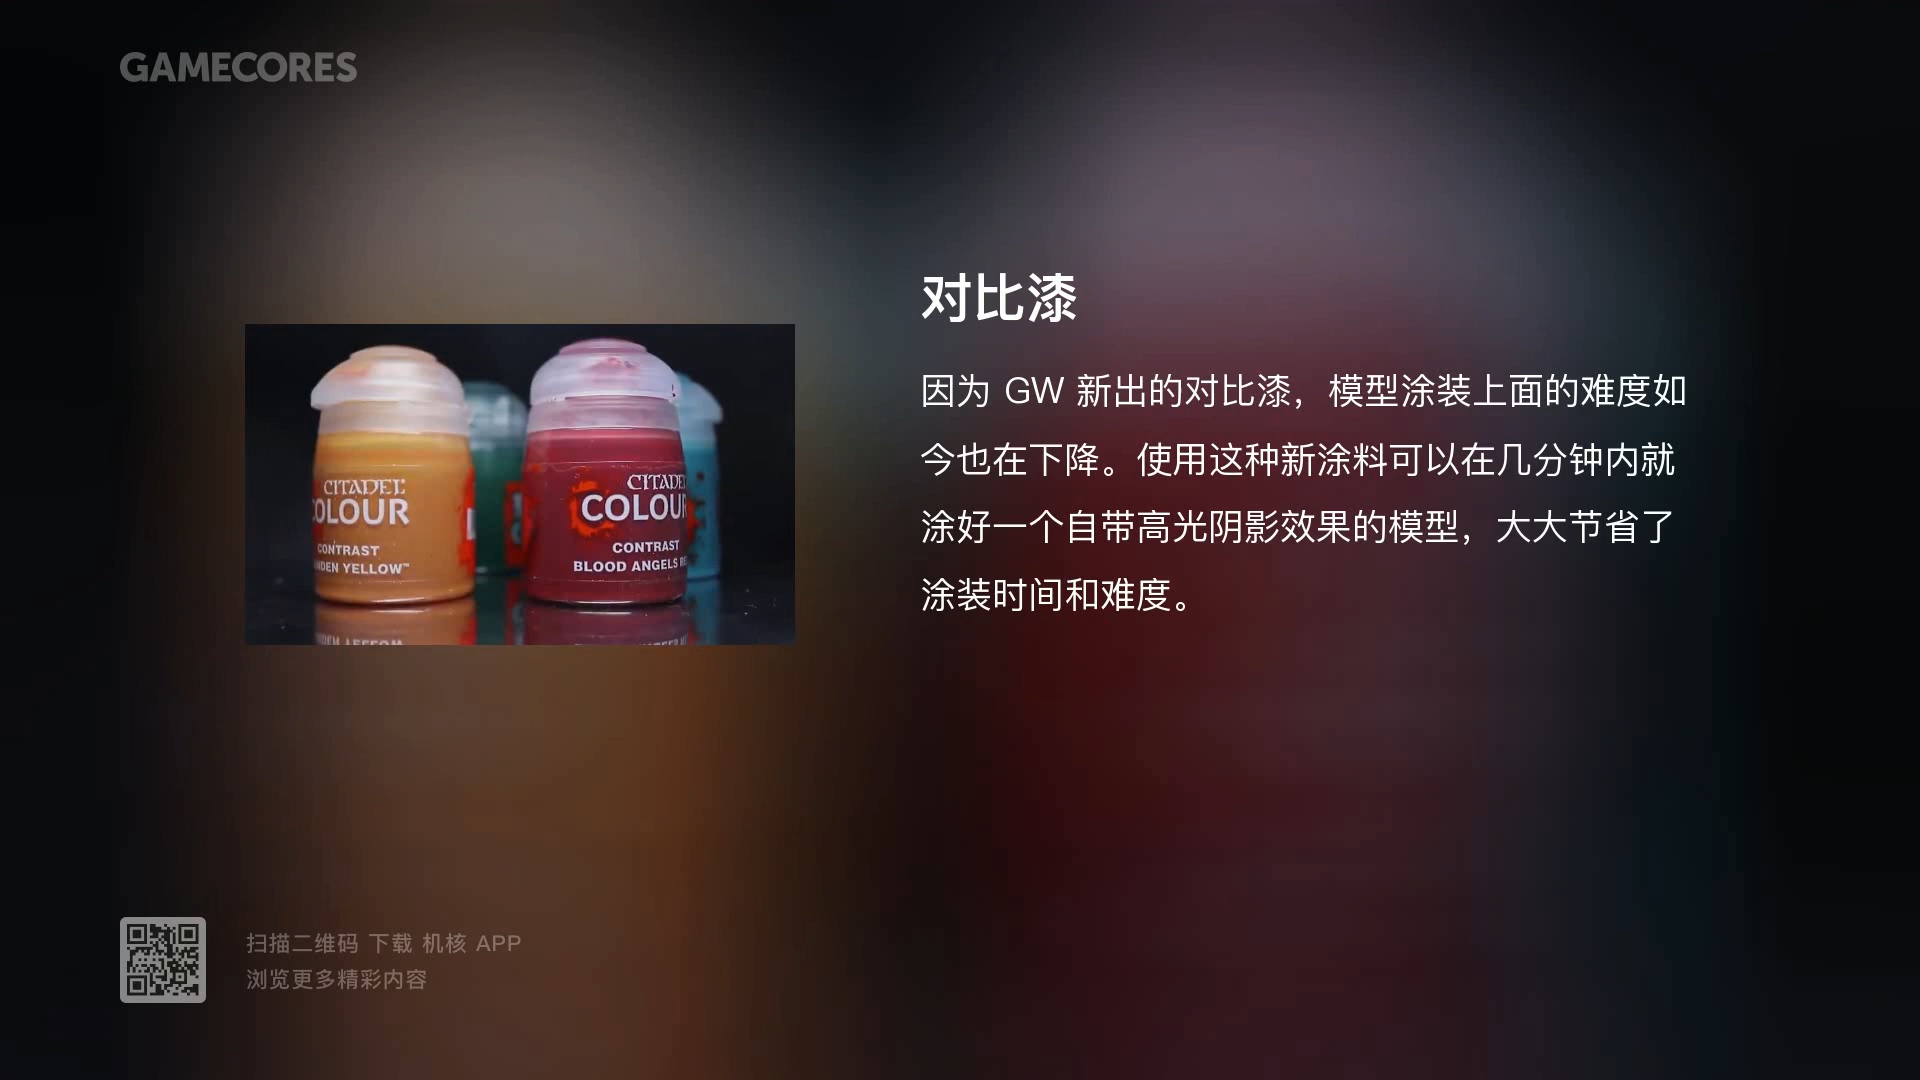 GAMECORES
对比漆
因为 GW 新出的对比漆，模型涂装上面的难度如
今也在下降。使用这种新涂料可以在几分钟内就
涂好一个自带高光阴影效果的模型，大大节省了
涂装时间和难度。
CITADEL
COLOUR
CONTRAST
NDEN YELLOW™
CITADEL
COLOUR
CONTRAST
BLOOD ANGELS RE
扫描二维码 下载 机核 APP
浏览更多精彩内容